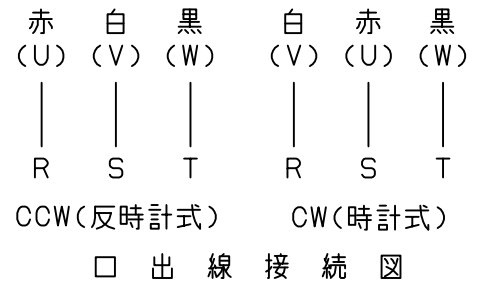 赤 白 黒 白 赤 黒
(U) (V) (W) (V) (U) (W)
R S T R S T
CCW(反時計式) CW(時計式)
口出線接続図